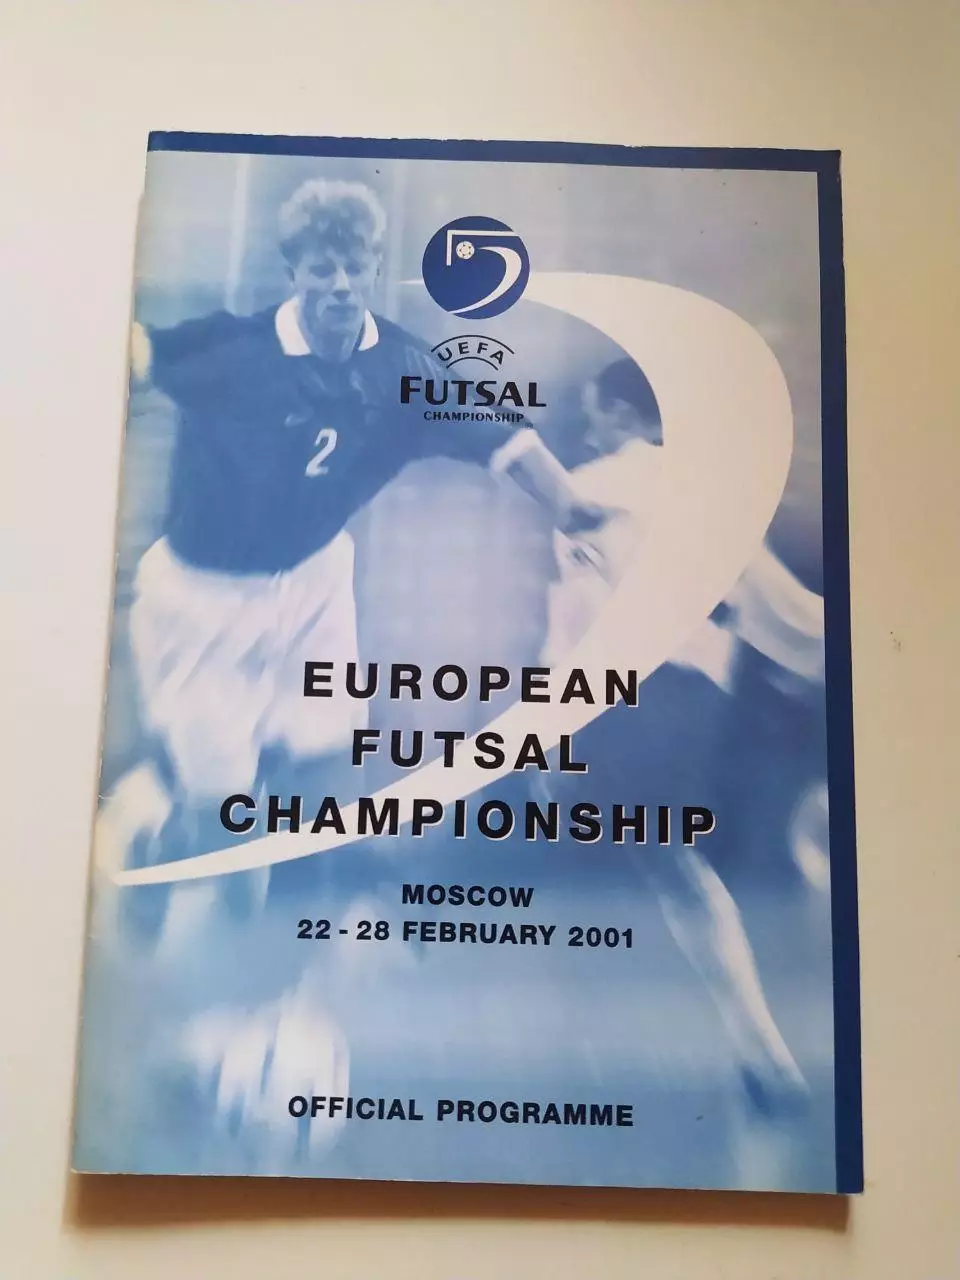 UEFA
FUTSAL
CHAMPIONSHIP
2
EUROPEAN
FUTSAL
CHAMPIONSHIP
MOSCOW
22 - 28 FEBRUARY 2001
OFFICIAL PROGRAMME